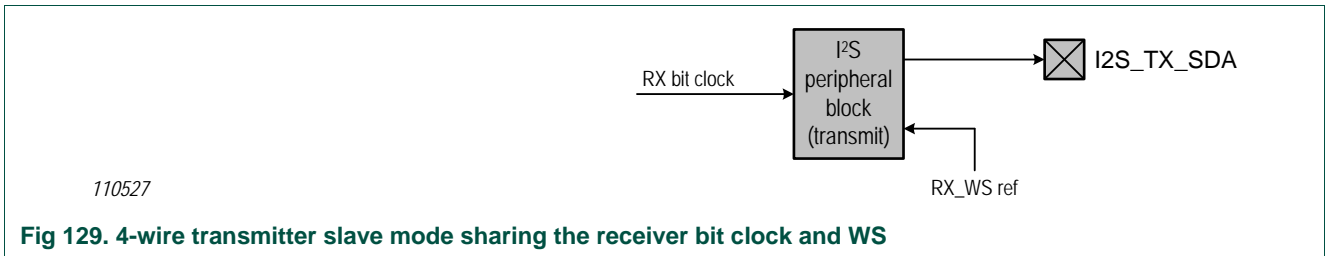 I²S
peripheral
block
(transmit)
I2S_TX_SDA
RX bit clock
RX_WS ref
110527
Fig 129. 4-wire transmitter slave mode sharing the receiver bit clock and WS